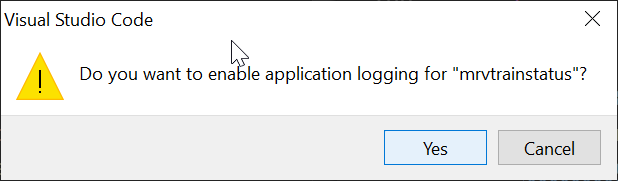 Visual Studio Code
Do you want to enable application logging for "mrvtrainstatus"?
Yes
Cancel